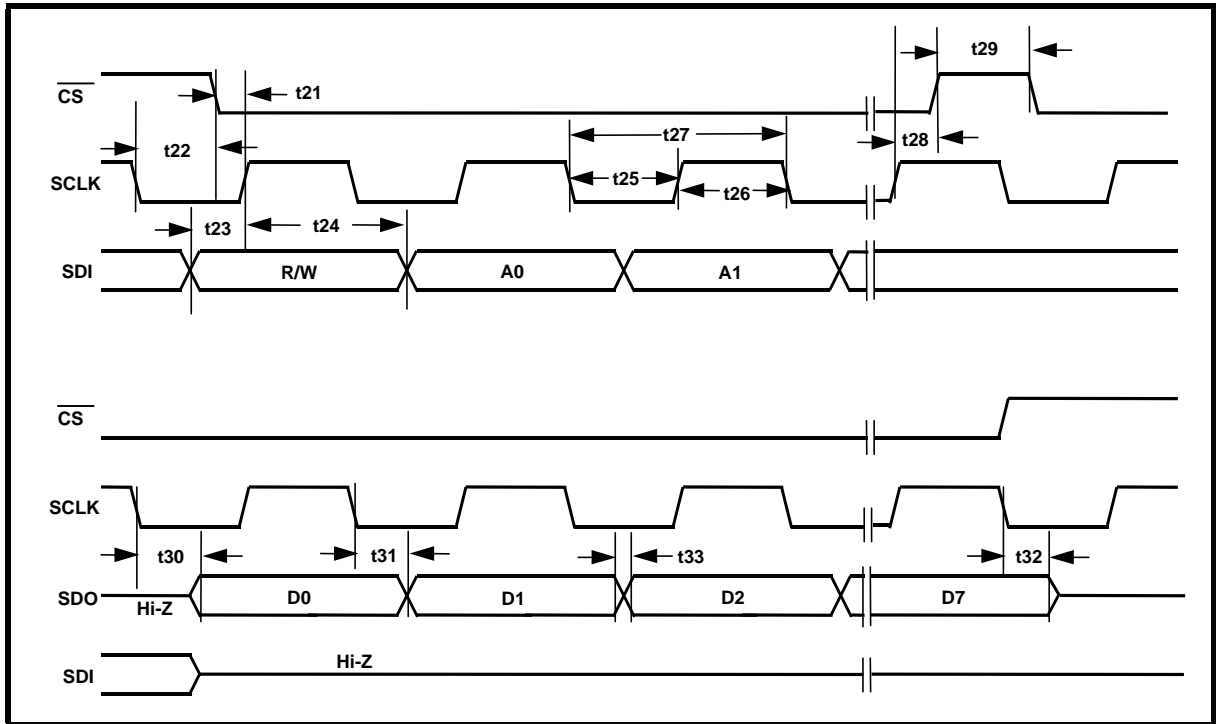 t29
CS
t21
t27
t28
t22
t25
t26
SCLK
t23
t24
SDI
R/W
A0
A1
CS
SCLK
t30
t31
t33
t32
SDO
Hi-Z
D0
D1
D2
D7
Hi-Z
SDI